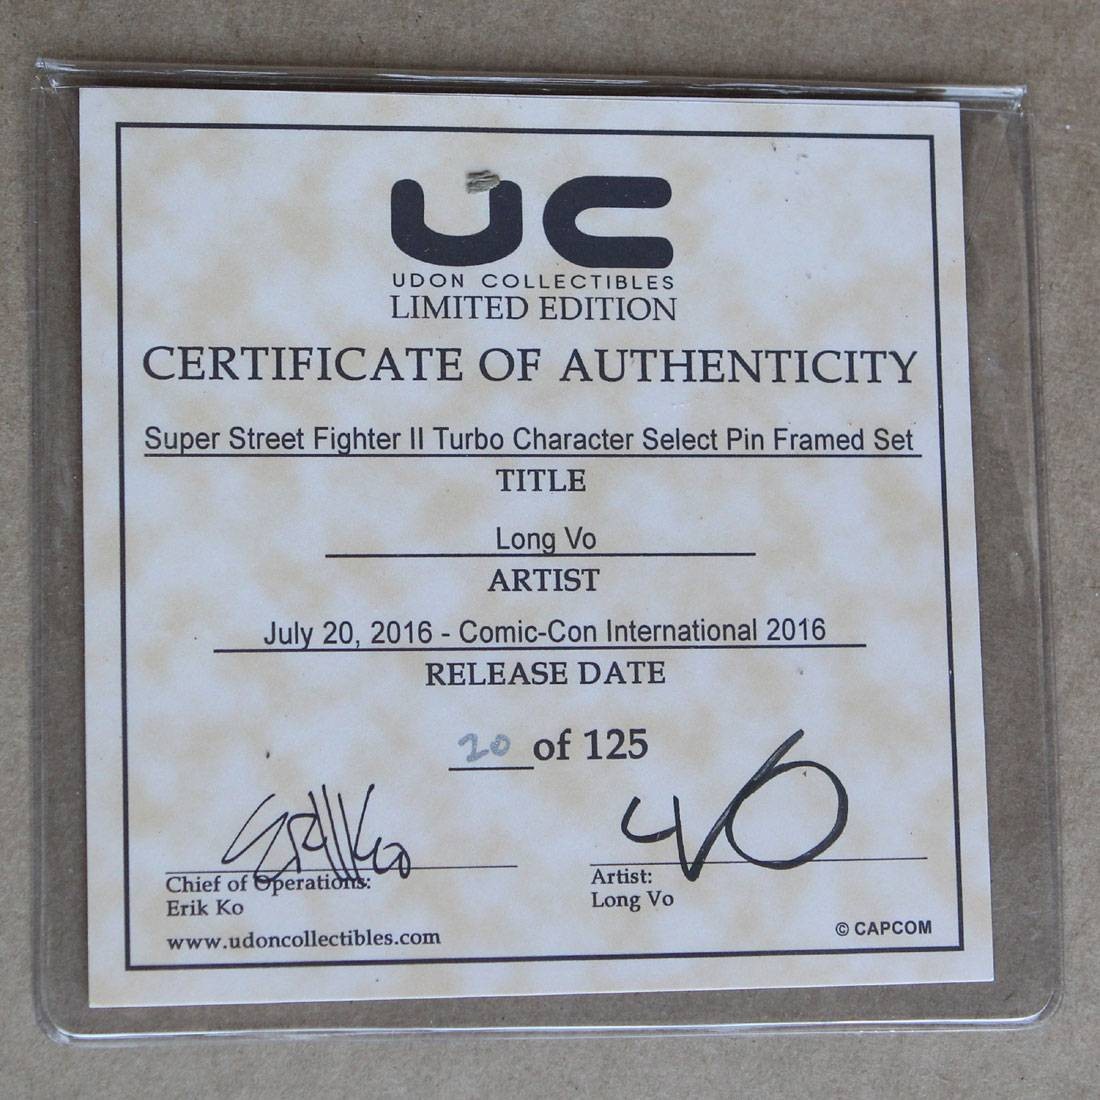 UC
UDON COLLECTIBLES
LIMITED EDITION
CERTIFICATE OF AUTHENTICITY
Super Street Fighter II Turbo Character Select Pin Framed Set
TITLE
Long Vo
ARTIST
July 20, 2016 - Comic-Con International 2016
RELEASE DATE
20 of 125
Erik Ko
Vo
Chief of Operations:
Erik Ko
Artist:
Long Vo
www.udoncollectibles.com
© CAPCOM